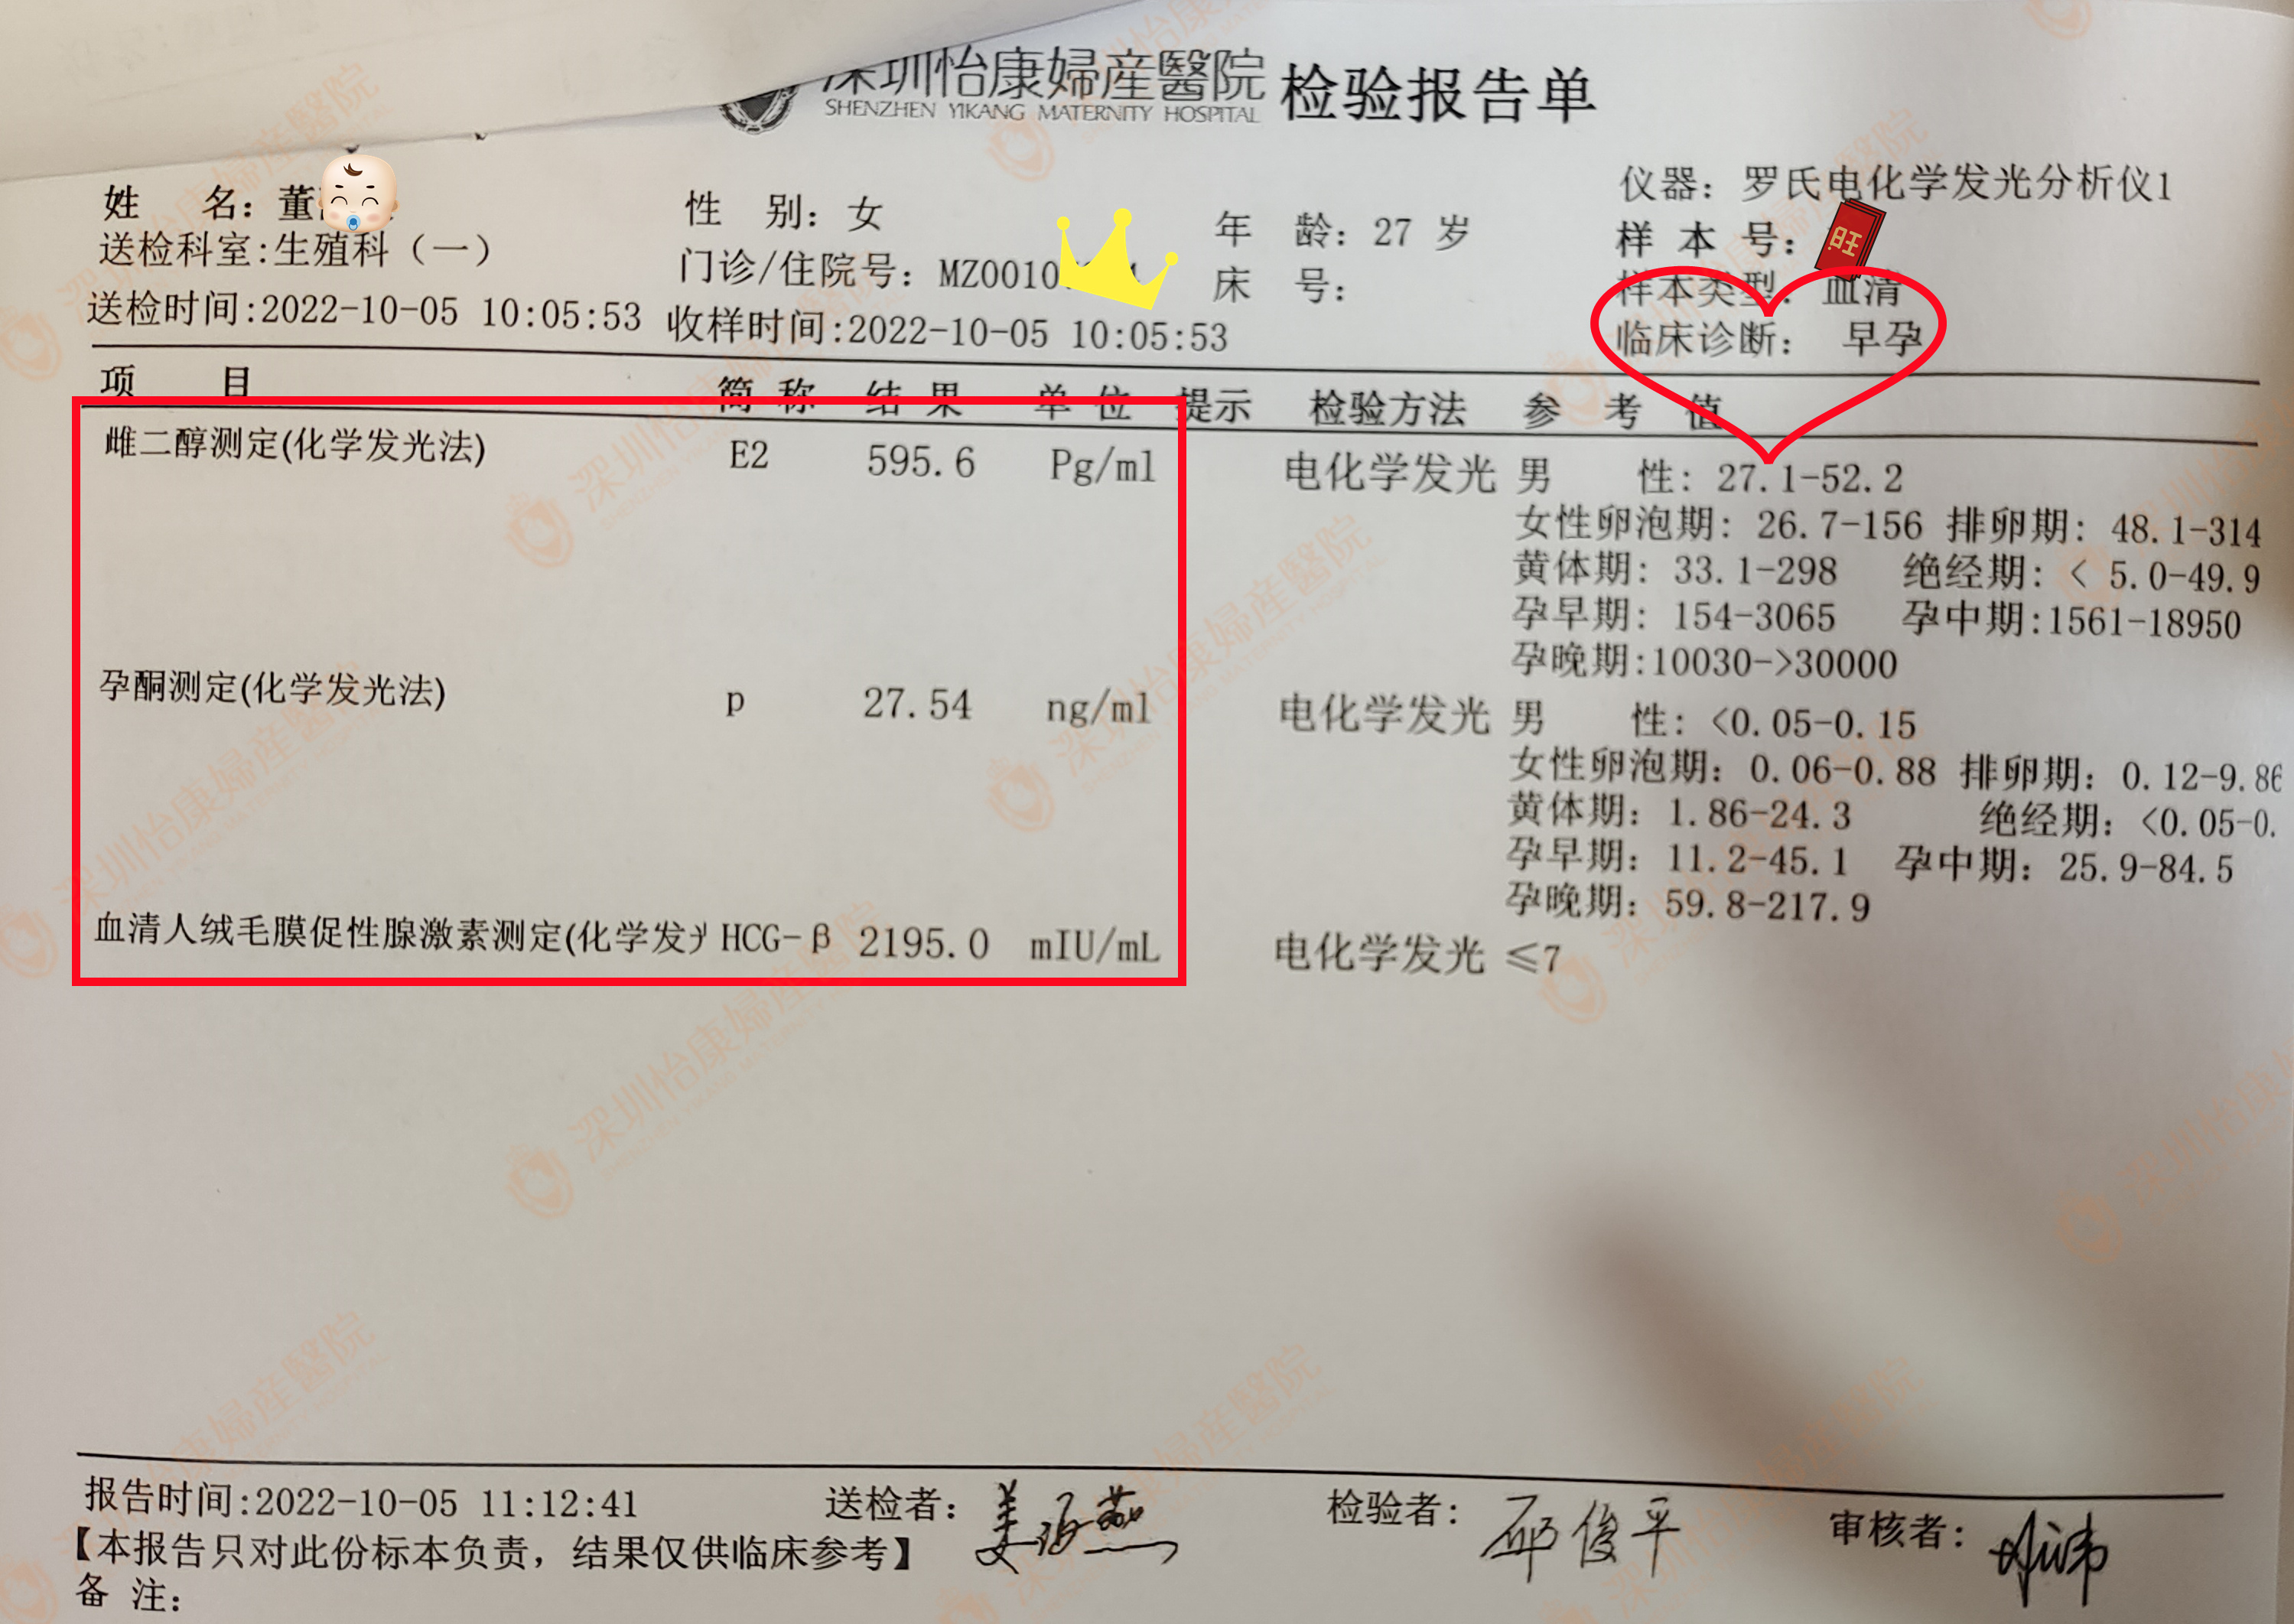 深圳怡康婦産醫院 检验报告单
SHENZHEN YIKANG MATERNITY HOSPITAL
仪器：罗氏电化学发光分析仪1
姓 名：董 性 别：女 年 龄：27 岁 样 本 号：
旺
送检科室:生殖科（一） 门诊/住院号：MZ0010 床 号： 样本类型：血清
送检时间:2022-10-05 10:05:53 收样时间:2022-10-05 10:05:53 临床诊断： 早孕
项 目 简 称 结 果 单 位 提示 检验方法 参 考 值
雌二醇测定(化学发光法) E2 595.6 Pg/ml 电化学发光 男 性：27.1-52.2
女性卵泡期：26.7-156 排卵期：48.1-314
黄体期：33.1-298 绝经期：< 5.0-49.9
孕早期：154-3065 孕中期:1561-18950
孕晚期:10030->30000
孕酮测定(化学发光法) p 27.54 ng/ml 电化学发光 男 性：<0.05-0.15
女性卵泡期：0.06-0.88 排卵期：0.12-9.86
黄体期：1.86-24.3 绝经期：<0.05-0.
孕早期：11.2-45.1 孕中期：25.9-84.5
孕晚期：59.8-217.9
血清人绒毛膜促性腺激素测定(化学发 HCG-β 2195.0 mIU/mL 电化学发光 ≤7
报告时间:2022-10-05 11:12:41 送检者：姜海燕 检验者：邱俊平 审核者：
【本报告只对此份标本负责，结果仅供临床参考】
备 注：